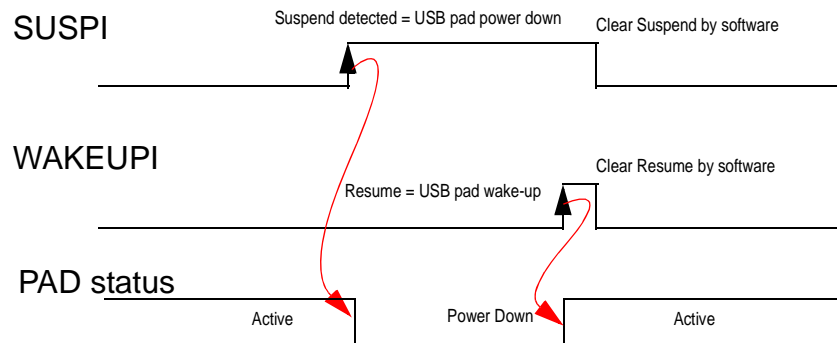 SUSPI
Suspend detected = USB pad power down
Clear Suspend by software
WAKEUPI
Clear Resume by software
Resume = USB pad wake-up
PAD status
Active
Power Down
Active